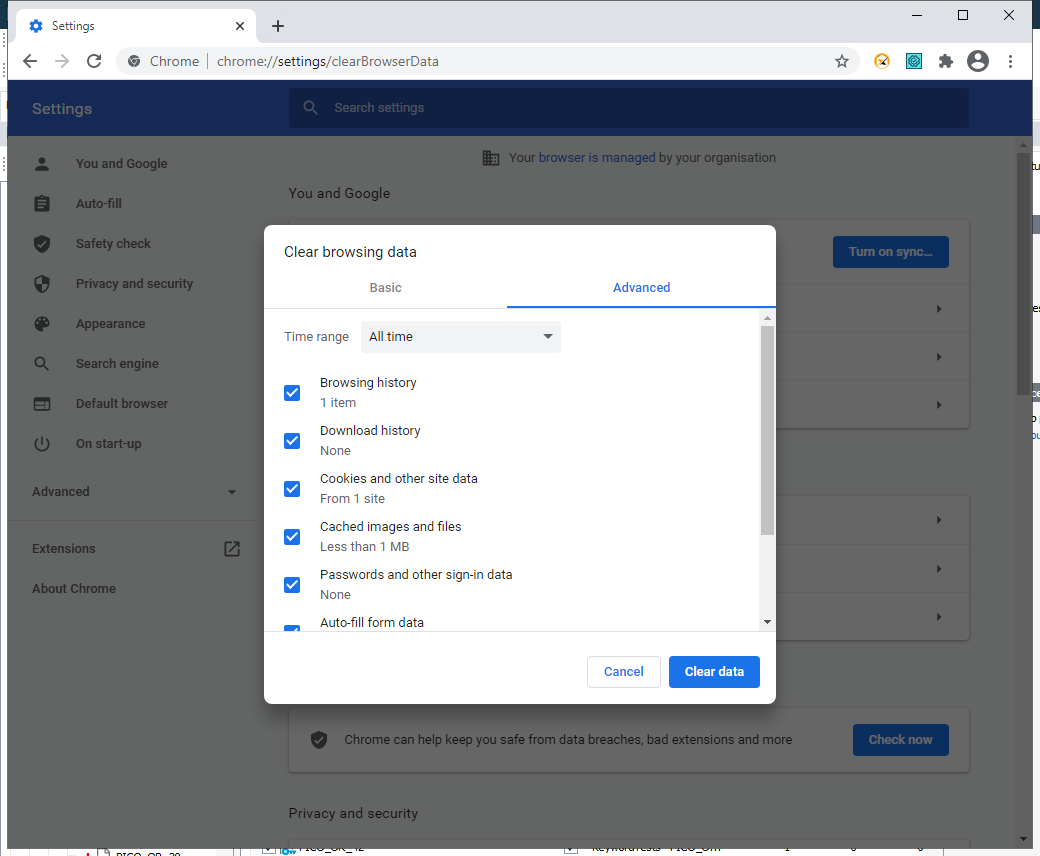 Settings
Chrome
chrome://settings/clearBrowserData
Settings
Search settings
Your browser is managed by your organisation
You and Google
Auto-fill
Safety check
Privacy and security
Appearance
Search engine
Default browser
On start-up
Advanced
Extensions
About Chrome
You and Google
Turn on sync...
Clear browsing data
Basic
Advanced
Time range
All time
Browsing history
1 item
Download history
None
Cookies and other site data
From 1 site
Cached images and files
Less than 1 MB
Passwords and other sign-in data
None
Auto-fill form data
Cancel
Clear data
Chrome can help keep you safe from data breaches, bad extensions and more
Check now
Privacy and security